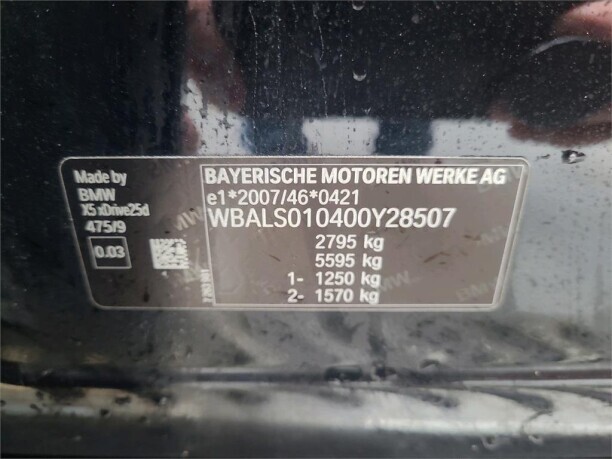 Made by
BMW
X5 xDrive25d
475/9
0.03
BAYERISCHE MOTOREN WERKE AG
e1*2007/46*0421
WBALS010400Y28507
2795 kg
5595 kg
1- 1250 kg
2- 1570 kg